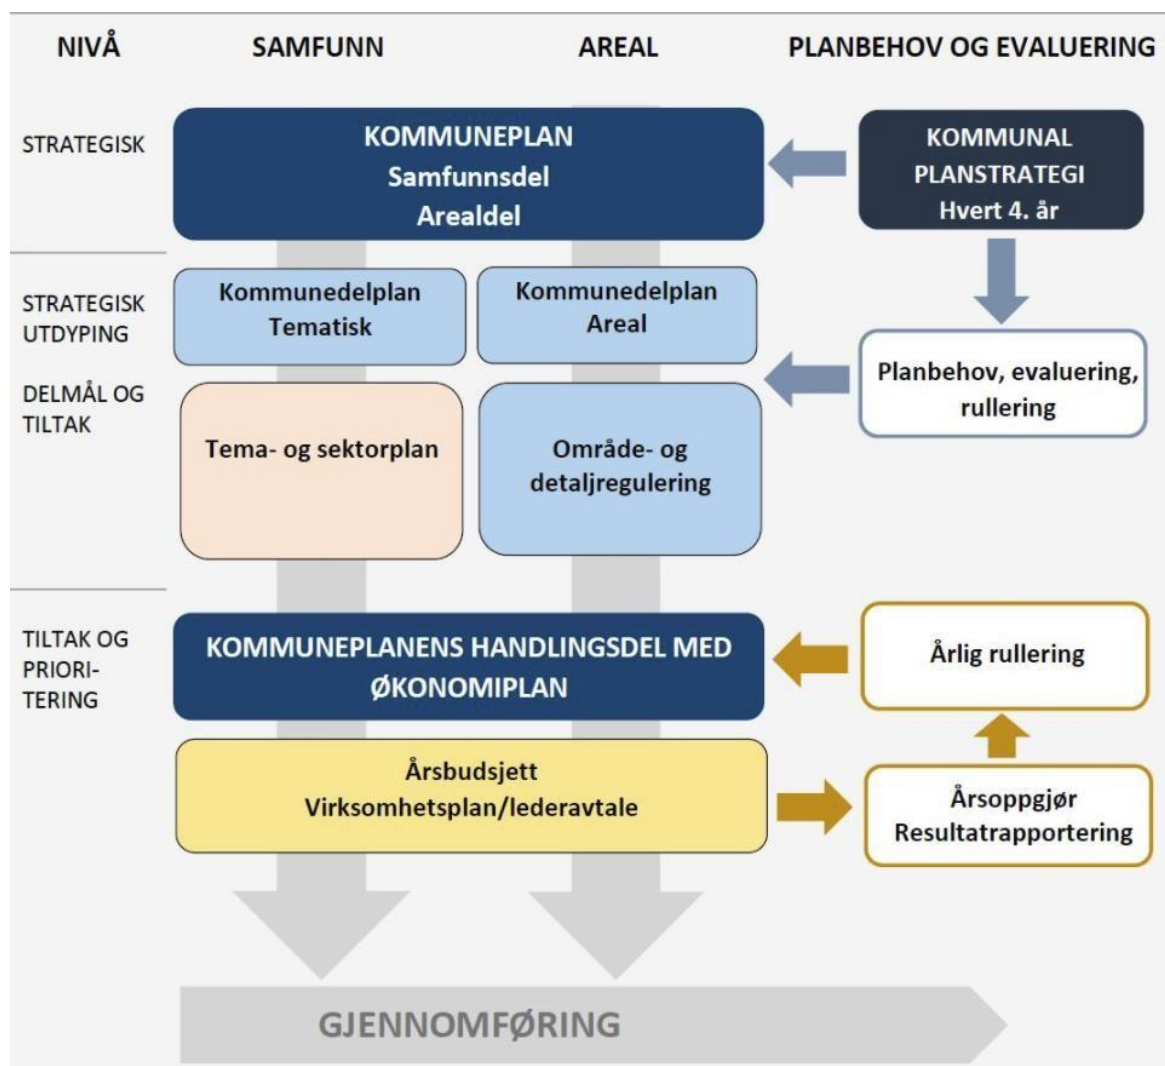 NIVÅ
SAMFUNN
AREAL
PLANBEHOV OG EVALUERING
STRATEGISK
KOMMUNEPLAN
Samfunnsdel
Arealdel
KOMMUNAL
PLANSTRATEGI
Hvert 4. år
STRATEGISK
UTDYPING
Kommunedelplan
Tematisk
Kommunedelplan
Areal
Planbehov, evaluering,
rullering
DELMÅL OG
TILTAK
Tema- og sektorplan
Område- og
detaljregulering
TILTAK OG
PRIORI-
TERING
KOMMUNEPLANENS HANDLINGSDEL MED
ØKONOMIPLAN
Årlig rullering
Årsbudsjett
Virksomhetsplan/lederavtale
Årsoppgjør
Resultatrapportering
GJENNOMFØRING